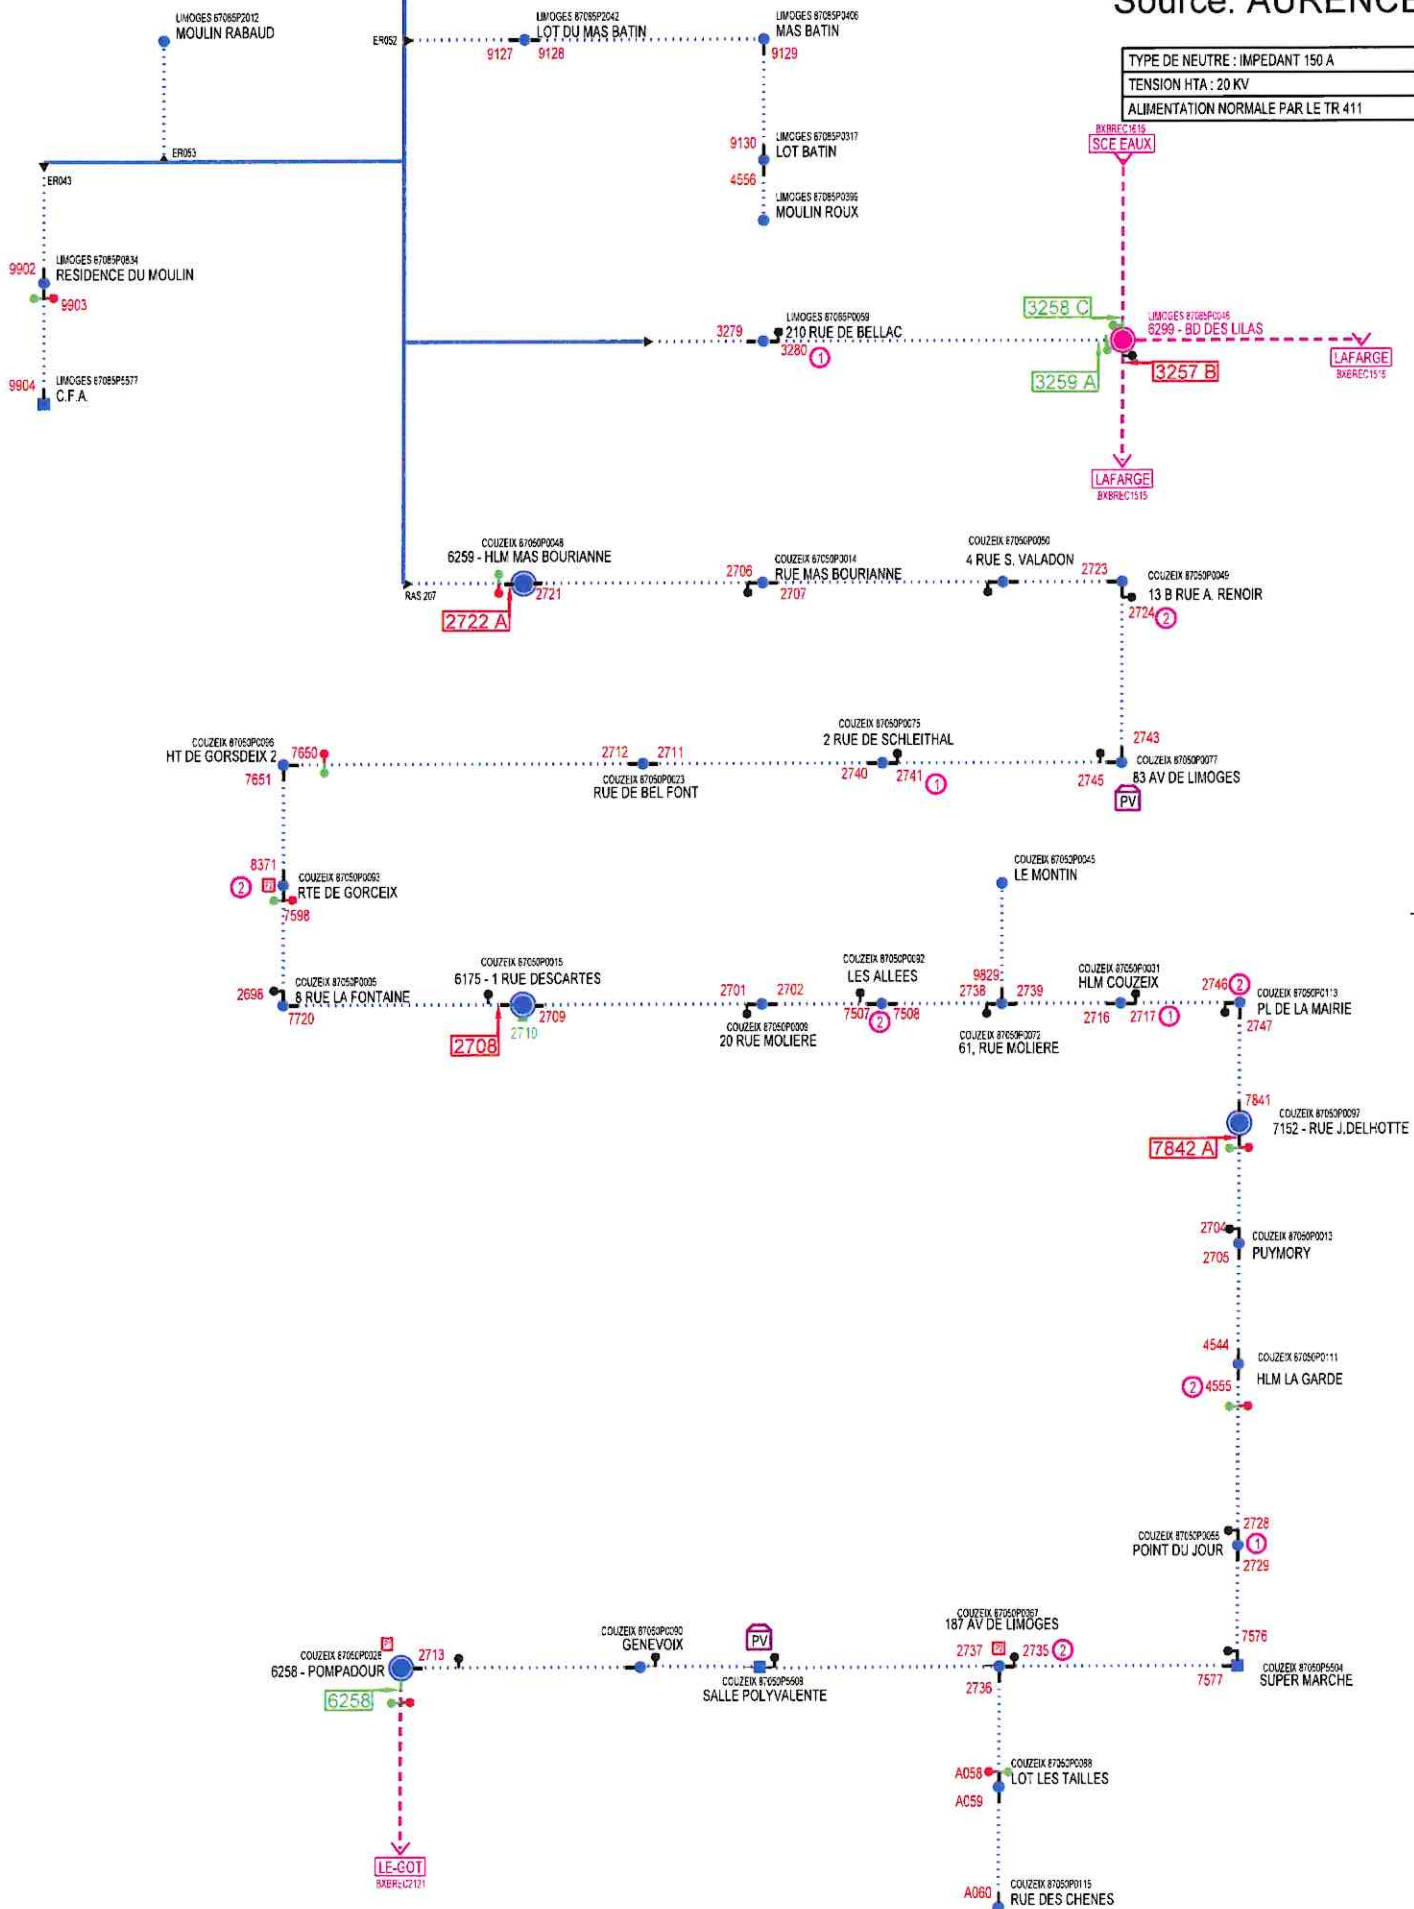 Source: AURENCE
TYPE DE NEUTRE : IMPEDANT 150 A
TENSION HTA : 20 KV
ALIMENTATION NORMALE PAR LE TR 411
LIMOGES 87085P2012
MOULIN RABAUD
ER052
LIMOGES 87085P2042
LOT DU MAS BATIN
9127
9128
LIMOGES 87085P0406
MAS BATIN
9129
ER053
ER043
9130
LIMOGES 87085P0317
LOT BATIN
4556
LIMOGES 87085P0399
MOULIN ROUX
BXBREC1616
SCE EAUX
9902
LIMOGES 87085P0834
RESIDENCE DU MOULIN
9903
9904
LIMOGES 87085P5577
C.F.A.
3279
LIMOGES 87085P0059
210 RUE DE BELLAC
3280
1
3258 C
LIMOGES 87085P0046
6299 - BD DES LILAS
3259 A
3257 B
LAFARGE
BXBREC1515
LAFARGE
BXBREC1515
RAS 207
COUZEIX 87050P0048
6259 - HLM MAS BOURIANNE
2721
2722 A
2706
COUZEIX 87050P0014
RUE MAS BOURIANNE
2707
COUZEIX 87050P0050
4 RUE S. VALADON
2723
COUZEIX 87050P0049
13 B RUE A. RENOIR
2724
2
COUZEIX 87050P0096
HT DE GORSDEIX 2
7650
7651
2712
2711
COUZEIX 87050P0023
RUE DE BEL FONT
COUZEIX 87050P0075
2 RUE DE SCHLEITHAL
2740
2741
1
2743
2745
COUZEIX 87050P0077
83 AV DE LIMOGES
PV
8371
2
COUZEIX 87050P0093
RTE DE GORCEIX
7598
COUZEIX 87050P0045
LE MONTIN
2698
COUZEIX 87050P0095
8 RUE LA FONTAINE
7720
COUZEIX 87050P0015
6175 - 1 RUE DESCARTES
2709
2710
2708
2701
2702
COUZEIX 87050P0009
20 RUE MOLIERE
COUZEIX 87050P0092
LES ALLEES
7507
7508
2
9829
2738
2739
COUZEIX 87050P0072
61, RUE MOLIERE
COUZEIX 87050P0031
HLM COUZEIX
2716
2717
1
2746
2
COUZEIX 87050P0113
PL DE LA MAIRIE
2747
7841
COUZEIX 87050P0097
7152 - RUE J.DELHOTTE
7842 A
2704
COUZEIX 87050P0013
PUYMORY
2705
4544
COUZEIX 87050P0111
HLM LA GARDE
2
4555
2728
COUZEIX 87050P0056
POINT DU JOUR
1
2729
7576
COUZEIX 87050P5504
SUPER MARCHE
7577
COUZEIX 87050P0067
187 AV DE LIMOGES
2737
2735
2
2736
PV
COUZEIX 87050P5509
SALLE POLYVALENTE
COUZEIX 87050P0090
GENEVOIX
COUZEIX 87050P0028
6258 - POMPADOUR
2713
6258
A058
COUZEIX 87050P0088
LOT LES TAILLES
A059
LE-GOT
BXBREC2121
A060
COUZEIX 87050P0115
RUE DES CHENES